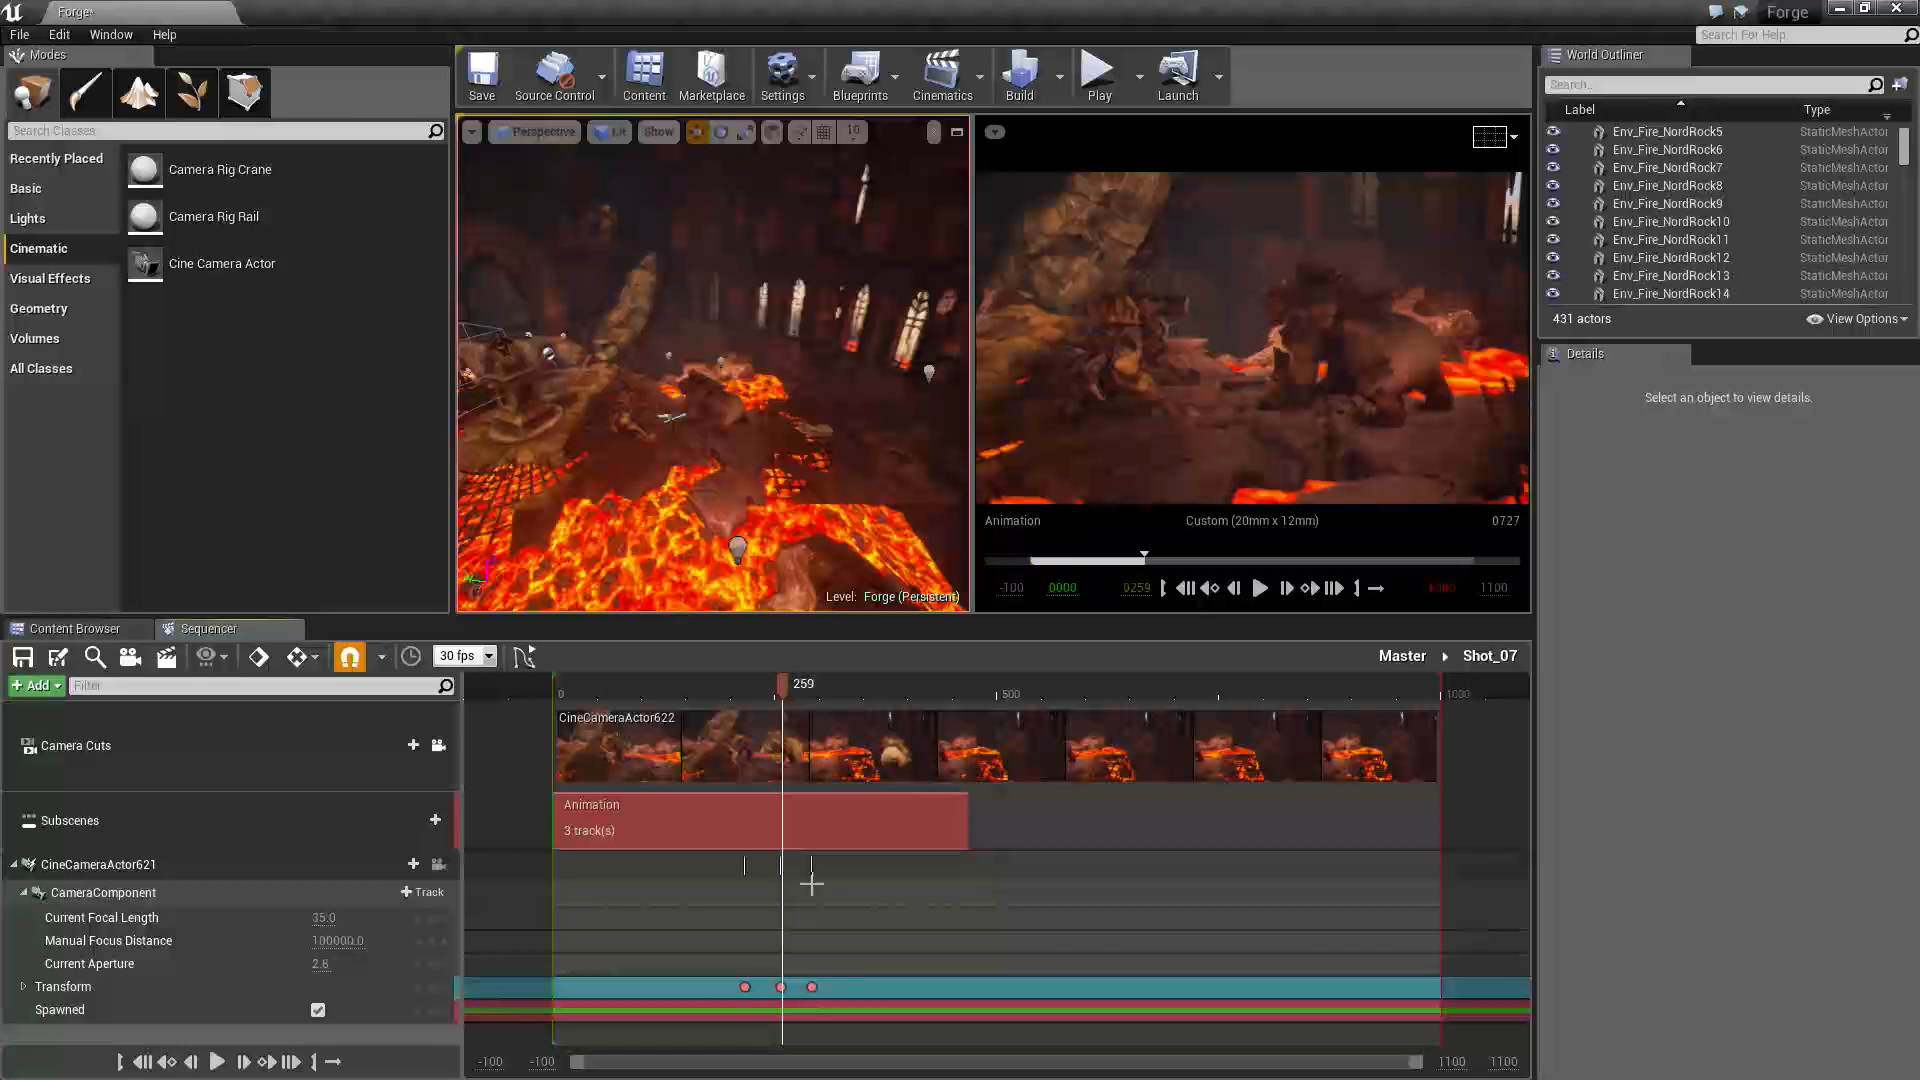 Forge*
Forge
File Edit Window Help
Search For Help
Modes
Save Source Control Content Marketplace Settings Blueprints Cinematics Build Play Launch
World Outliner
Search...
Search Classes
Label Type
Recently Placed
Basic
Lights
Cinematic
Visual Effects
Geometry
Volumes
All Classes
Camera Rig Crane
Camera Rig Rail
Cine Camera Actor
Perspective Lit Show 10
Env_Fire_NordRock5 StaticMeshActor
Env_Fire_NordRock6 StaticMeshActor
Env_Fire_NordRock7 StaticMeshActor
Env_Fire_NordRock8 StaticMeshActor
Env_Fire_NordRock9 StaticMeshActor
Env_Fire_NordRock10 StaticMeshActor
Env_Fire_NordRock11 StaticMeshActor
Env_Fire_NordRock12 StaticMeshActor
Env_Fire_NordRock13 StaticMeshActor
Env_Fire_NordRock14 StaticMeshActor
431 actors View Options
Details
Select an object to view details.
Level: Forge (Persistent)
Animation Custom (20mm x 12mm) 0727
-100 0000 0259 1100
Content Browser Sequencer
30 fps
Master Shot_07
+ Add Filter
0 259 500 1000
Camera Cuts
CineCameraActor622
Subscenes
Animation
3 track(s)
CineCameraActor621
CameraComponent + Track
Current Focal Length 35.0
Manual Focus Distance 100000.0
Current Aperture 2.8
Transform
Spawned
-100 -100 1100 1100